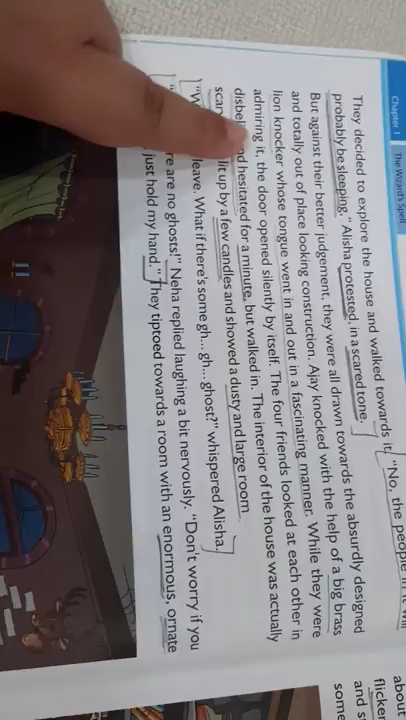 Chapter 1 The Wizard's Spell
They decided to explore the house and walked towards it. "No, the people in it will
probably be sleeping," Alisha protested, in a scared tone.
But against their better judgement, they were all drawn towards the absurdly designed
and totally out of place looking construction. Ajay knocked with the help of a big brass
lion knocker whose tongue went in and out in a fascinating manner. While they were
admiring it, the door opened silently by itself. The four friends looked at each other in
hesitated for a minute, but walked in. The interior of the house was actually
lit up by a few candles and showed a dusty and large room
leave. What if there's some gh... gh... ghost?" whispered Alisha.
are no ghosts!" Neha replied laughing a bit nervously. "Don't worry if you
just hold my hand." They tiptoed towards a room with an enormous, ornate
about
flicker
and s
some